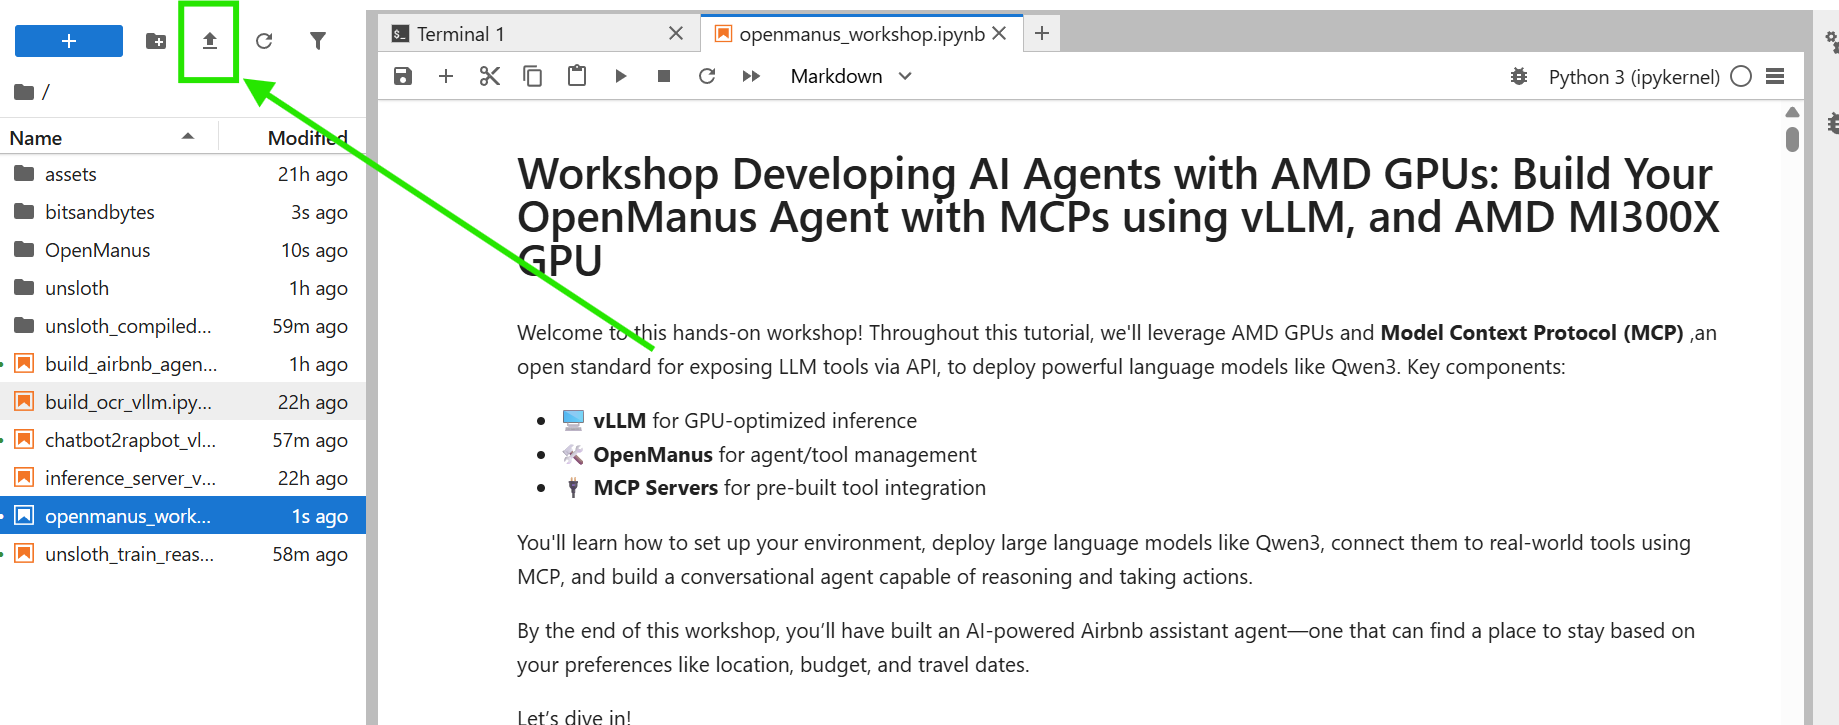 Terminal 1
openmanus_workshop.ipynb
Markdown
Python 3 (ipykernel)
/
Name Modified
assets 21h ago
bitsandbytes 3s ago
OpenManus 10s ago
unsloth 1h ago
unsloth_compiled... 59m ago
build_airbnb_agen... 1h ago
build_ocr_vllm.ipy... 22h ago
chatbot2rapbot_vl... 57m ago
inference_server_v... 22h ago
openmanus_work... 1s ago
unsloth_train_reas... 58m ago
Workshop Developing AI Agents with AMD GPUs: Build Your
OpenManus Agent with MCPs using vLLM, and AMD MI300X
GPU
Welcome to this hands-on workshop! Throughout this tutorial, we'll leverage AMD GPUs and Model Context Protocol (MCP) ,an
open standard for exposing LLM tools via API, to deploy powerful language models like Qwen3. Key components:
• vLLM for GPU-optimized inference
• OpenManus for agent/tool management
• MCP Servers for pre-built tool integration
You'll learn how to set up your environment, deploy large language models like Qwen3, connect them to real-world tools using
MCP, and build a conversational agent capable of reasoning and taking actions.
By the end of this workshop, you’ll have built an AI-powered Airbnb assistant agent—one that can find a place to stay based on
your preferences like location, budget, and travel dates.
Let’s dive in!